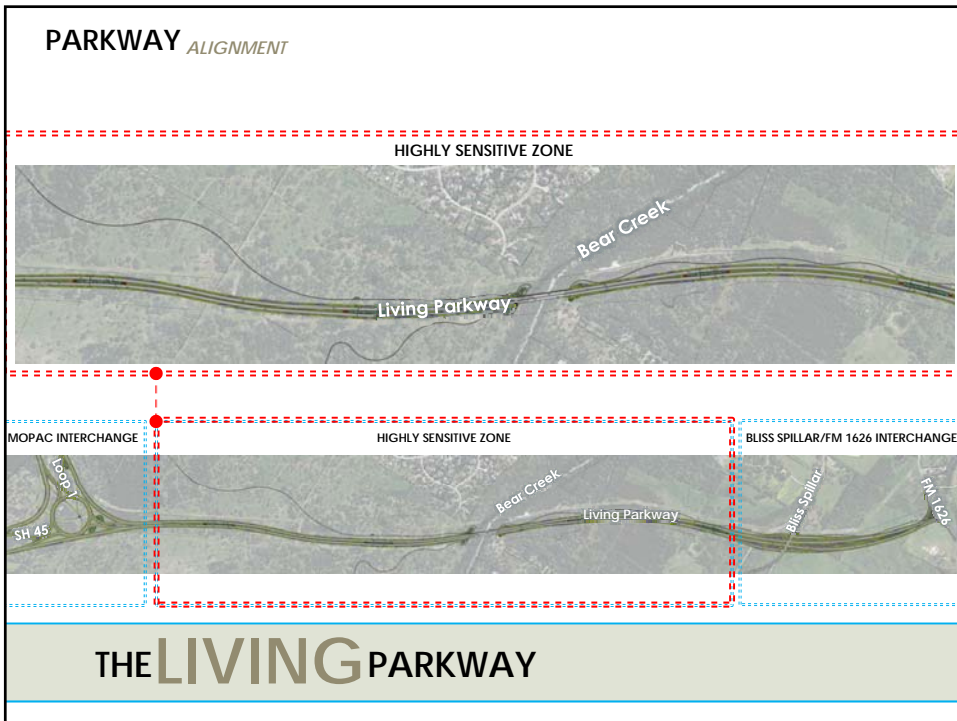 PARKWAY ALIGNMENT
HIGHLY SENSITIVE ZONE
Bear Creek
Living Parkway
MOPAC INTERCHANGE
HIGHLY SENSITIVE ZONE
BLISS SPILLAR/FM 1626 INTERCHANGE
Loop 1
SH 45
Bear Creek
Living Parkway
Bliss Spillar
FM 1626
THE LIVING PARKWAY